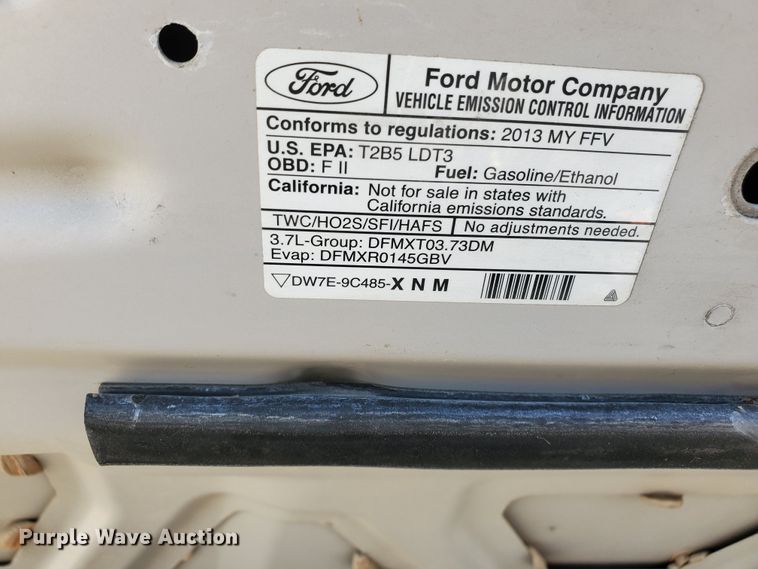 Ford
Ford Motor Company
VEHICLE EMISSION CONTROL INFORMATION
Conforms to regulations: 2013 MY FFV
U.S. EPA: T2B5 LDT3
OBD: F II Fuel: Gasoline/Ethanol
California: Not for sale in states with
California emissions standards.
TWC/HO2S/SFI/HAFS No adjustments needed.
3.7L-Group: DFMXT03.73DM
Evap: DFMXR0145GBV
DW7E-9C485-X N M
Purple Wave Auction